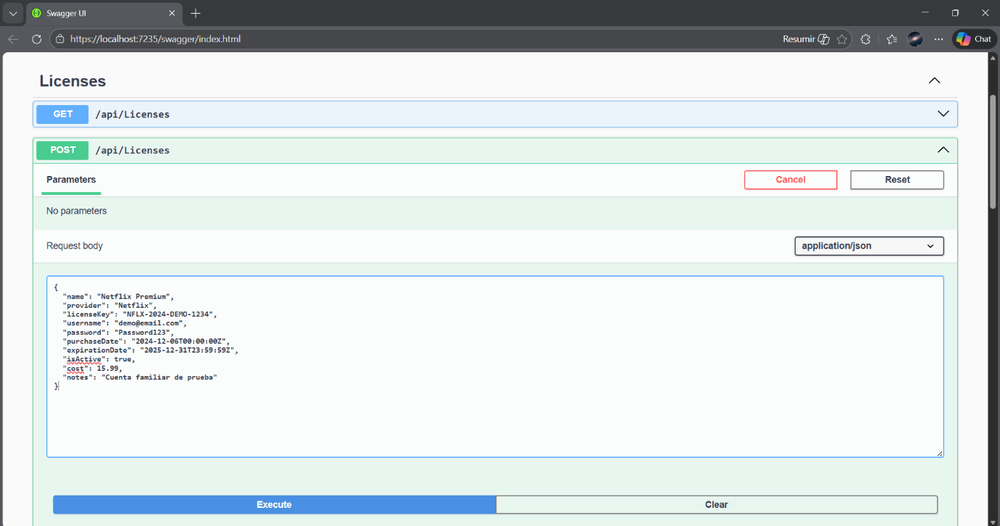 Swagger UI
https://localhost:7235/swagger/index.html
Resumir
Chat
Licenses
GET /api/Licenses
POST /api/Licenses
Parameters
Cancel
Reset
No parameters
Request body
application/json
{
"name": "Netflix Premium",
"provider": "Netflix",
"licenseKey": "NFLX-2024-DEMO-1234",
"username": "demo@email.com",
"password": "Password123",
"purchaseDate": "2024-12-06T00:00:00Z",
"expirationDate": "2025-12-31T23:59:59Z",
"isActive": true,
"cost": 15.99,
"notes": "Cuenta familiar de prueba"
}
Execute
Clear